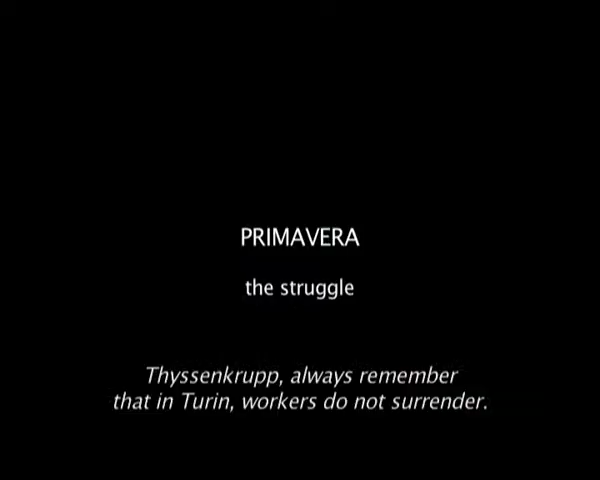 PRIMAVERA
the struggle
Thyssenkrupp, always remember
that in Turin, workers do not surrender.